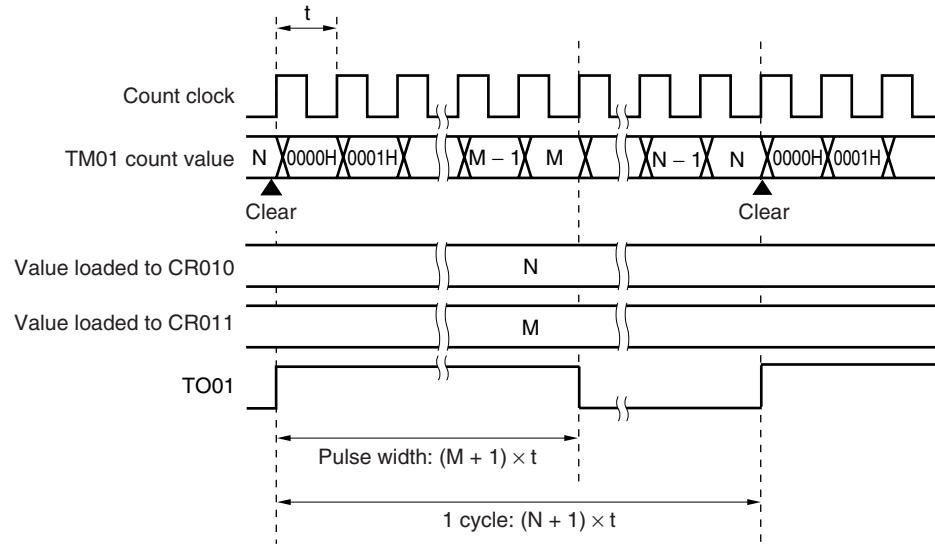 t
Count clock
TM01 count value N 0000H 0001H M – 1 M N – 1 N 0000H 0001H
Clear Clear
Value loaded to CR010 N
Value loaded to CR011 M
TO01
Pulse width: (M + 1) × t
1 cycle: (N + 1) × t